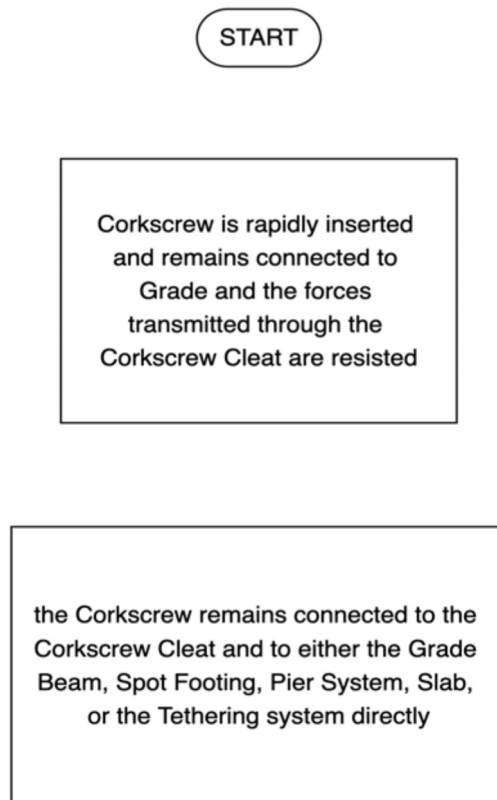 START
Corkscrew is rapidly inserted
and remains connected to
Grade and the forces
transmitted through the
Corkscrew Cleat are resisted
the Corkscrew remains connected to the
Corkscrew Cleat and to either the Grade
Beam, Spot Footing, Pier System, Slab,
or the Tethering system directly